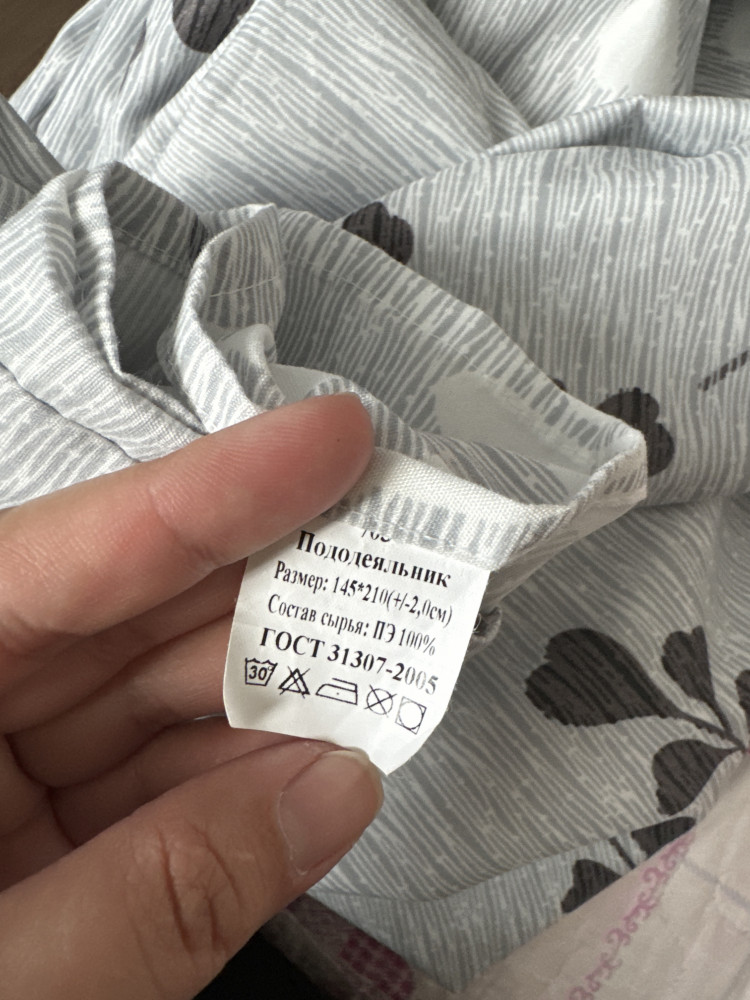 Пододеяльник
Размер: 145*210(+/-2,0см)
Состав сырья: ПЭ 100%
ГОСТ 31307-2005
30°